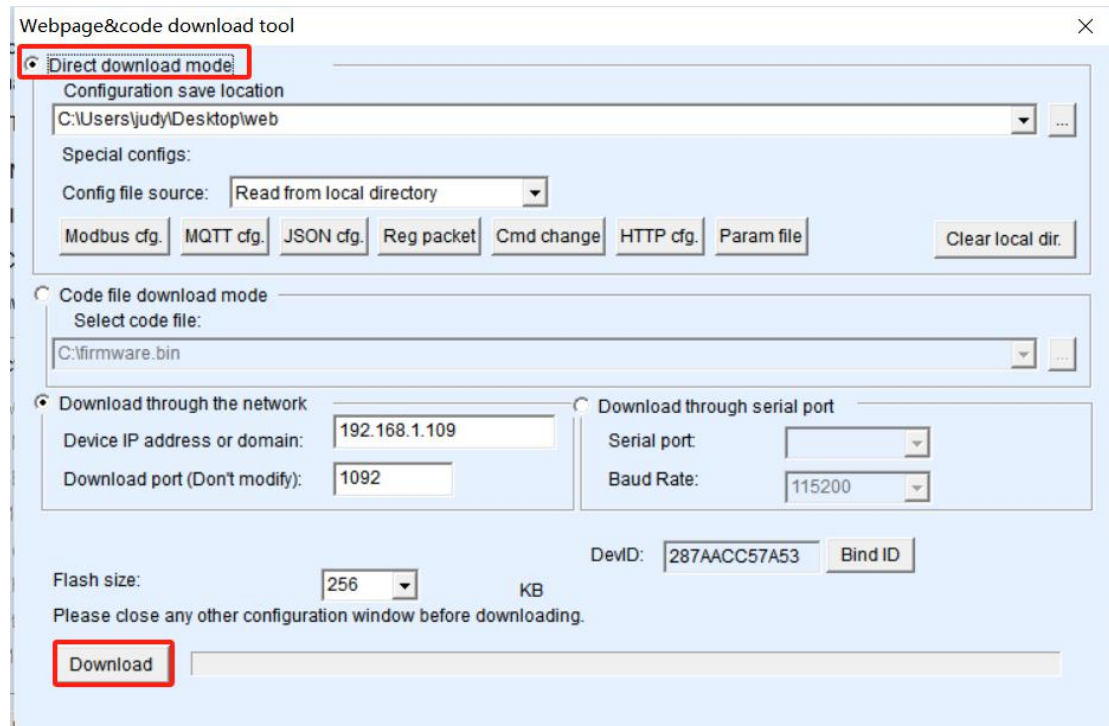 Webpage&code download tool
Direct download mode
Configuration save location
C:\Users\judy\Desktop\web
...
Special configs:
Config file source: Read from local directory
Modbus cfg. MQTT cfg. JSON cfg. Reg packet Cmd change HTTP cfg. Param file Clear local dir.
Code file download mode
Select code file:
C:\firmware.bin
...
Download through the network
Device IP address or domain: 192.168.1.109
Download port (Don't modify): 1092
Download through serial port
Serial port:
Baud Rate: 115200
DevID: 287AACC57A53 Bind ID
Flash size: 256 KB
Please close any other configuration window before downloading.
Download